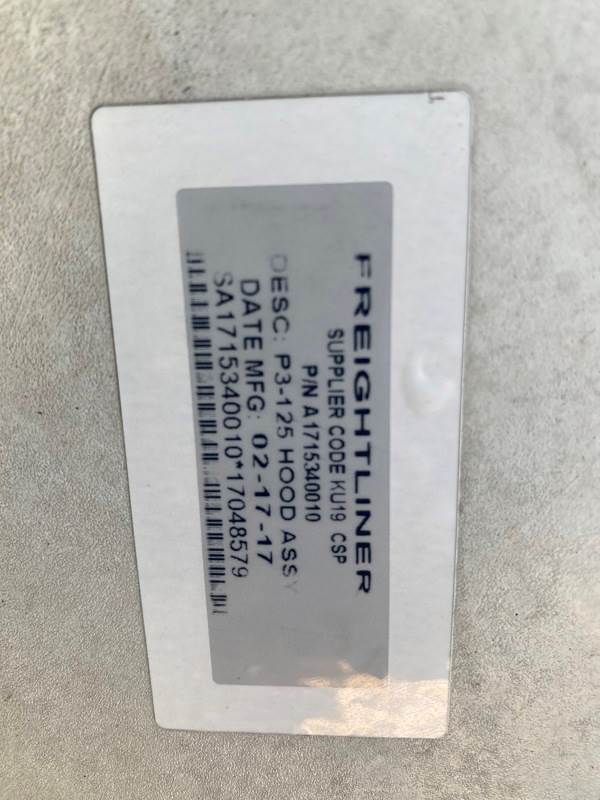 FREIGHTLINER
SUPPLIER CODE KU19 CSP
P/N A1715340010
DESC: P3-125 HOOD ASSY
DATE MFG: 02-17-17
SA1715340010*17048579